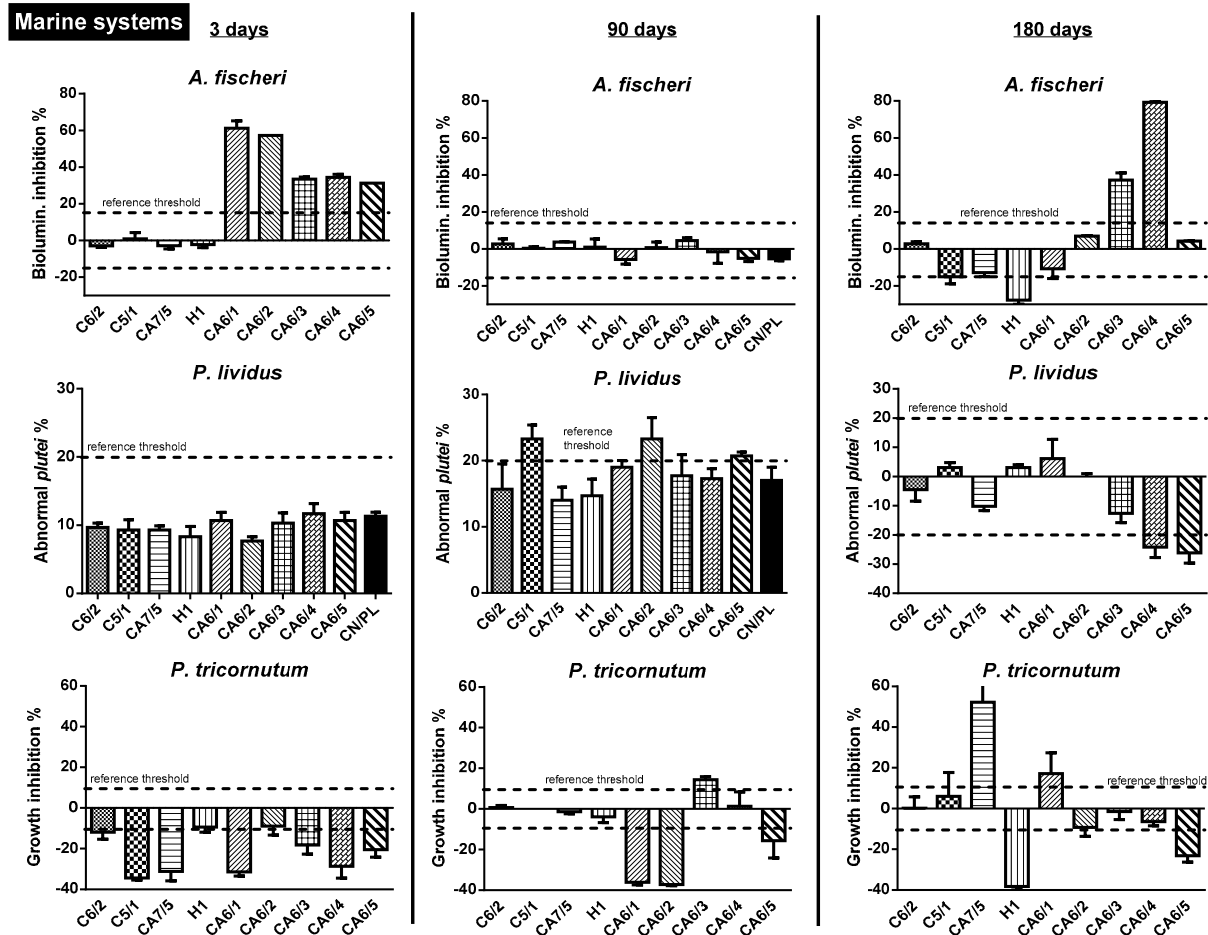 Marine systems
3 days
90 days
180 days
A. fischeri
Biolumin. inhibition %
80
60
40
20
0
-20
reference threshold
C6/2 C5/1 CA7/5 H1 CA6/1 CA6/2 CA6/3 CA6/4 CA6/5
A. fischeri
Biolumin. inhibition %
80
60
40
20
0
-20
reference threshold
C6/2 C5/1 CA7/5 H1 CA6/1 CA6/2 CA6/3 CA6/4 CA6/5 CN/PL
A. fischeri
Biolumin. inhibition %
80
60
40
20
0
-20
reference threshold
C6/2 C5/1 CA7/5 H1 CA6/1 CA6/2 CA6/3 CA6/4 CA6/5
P. lividus
Abnormal plutei %
30
20
10
0
reference threshold
C6/2 C5/1 CA7/5 H1 CA6/1 CA6/2 CA6/3 CA6/4 CA6/5 CN/PL
P. lividus
Abnormal plutei %
30
20
10
0
reference
threshold
C6/2 C5/1 CA7/5 H1 CA6/1 CA6/2 CA6/3 CA6/4 CA6/5 CN/PL
P. lividus
Abnormal plutei %
30
20
10
0
-10
-20
-30
-40
reference threshold
C6/2 C5/1 CA7/5 H1 CA6/1 CA6/2 CA6/3 CA6/4 CA6/5
P. tricornutum
Growth inhibition %
60
40
20
0
-20
-40
reference threshold
C6/2 C5/1 CA7/5 H1 CA6/1 CA6/2 CA6/3 CA6/4 CA6/5
P. tricornutum
Growth inhibition %
60
40
20
0
-20
-40
reference threshold
C6/2 C5/1 CA7/5 H1 CA6/1 CA6/2 CA6/3 CA6/4 CA6/5
P. tricornutum
Growth inhibition %
60
40
20
0
-20
-40
reference threshold
C6/2 C5/1 CA7/5 H1 CA6/1 CA6/2 CA6/3 CA6/4 CA6/5